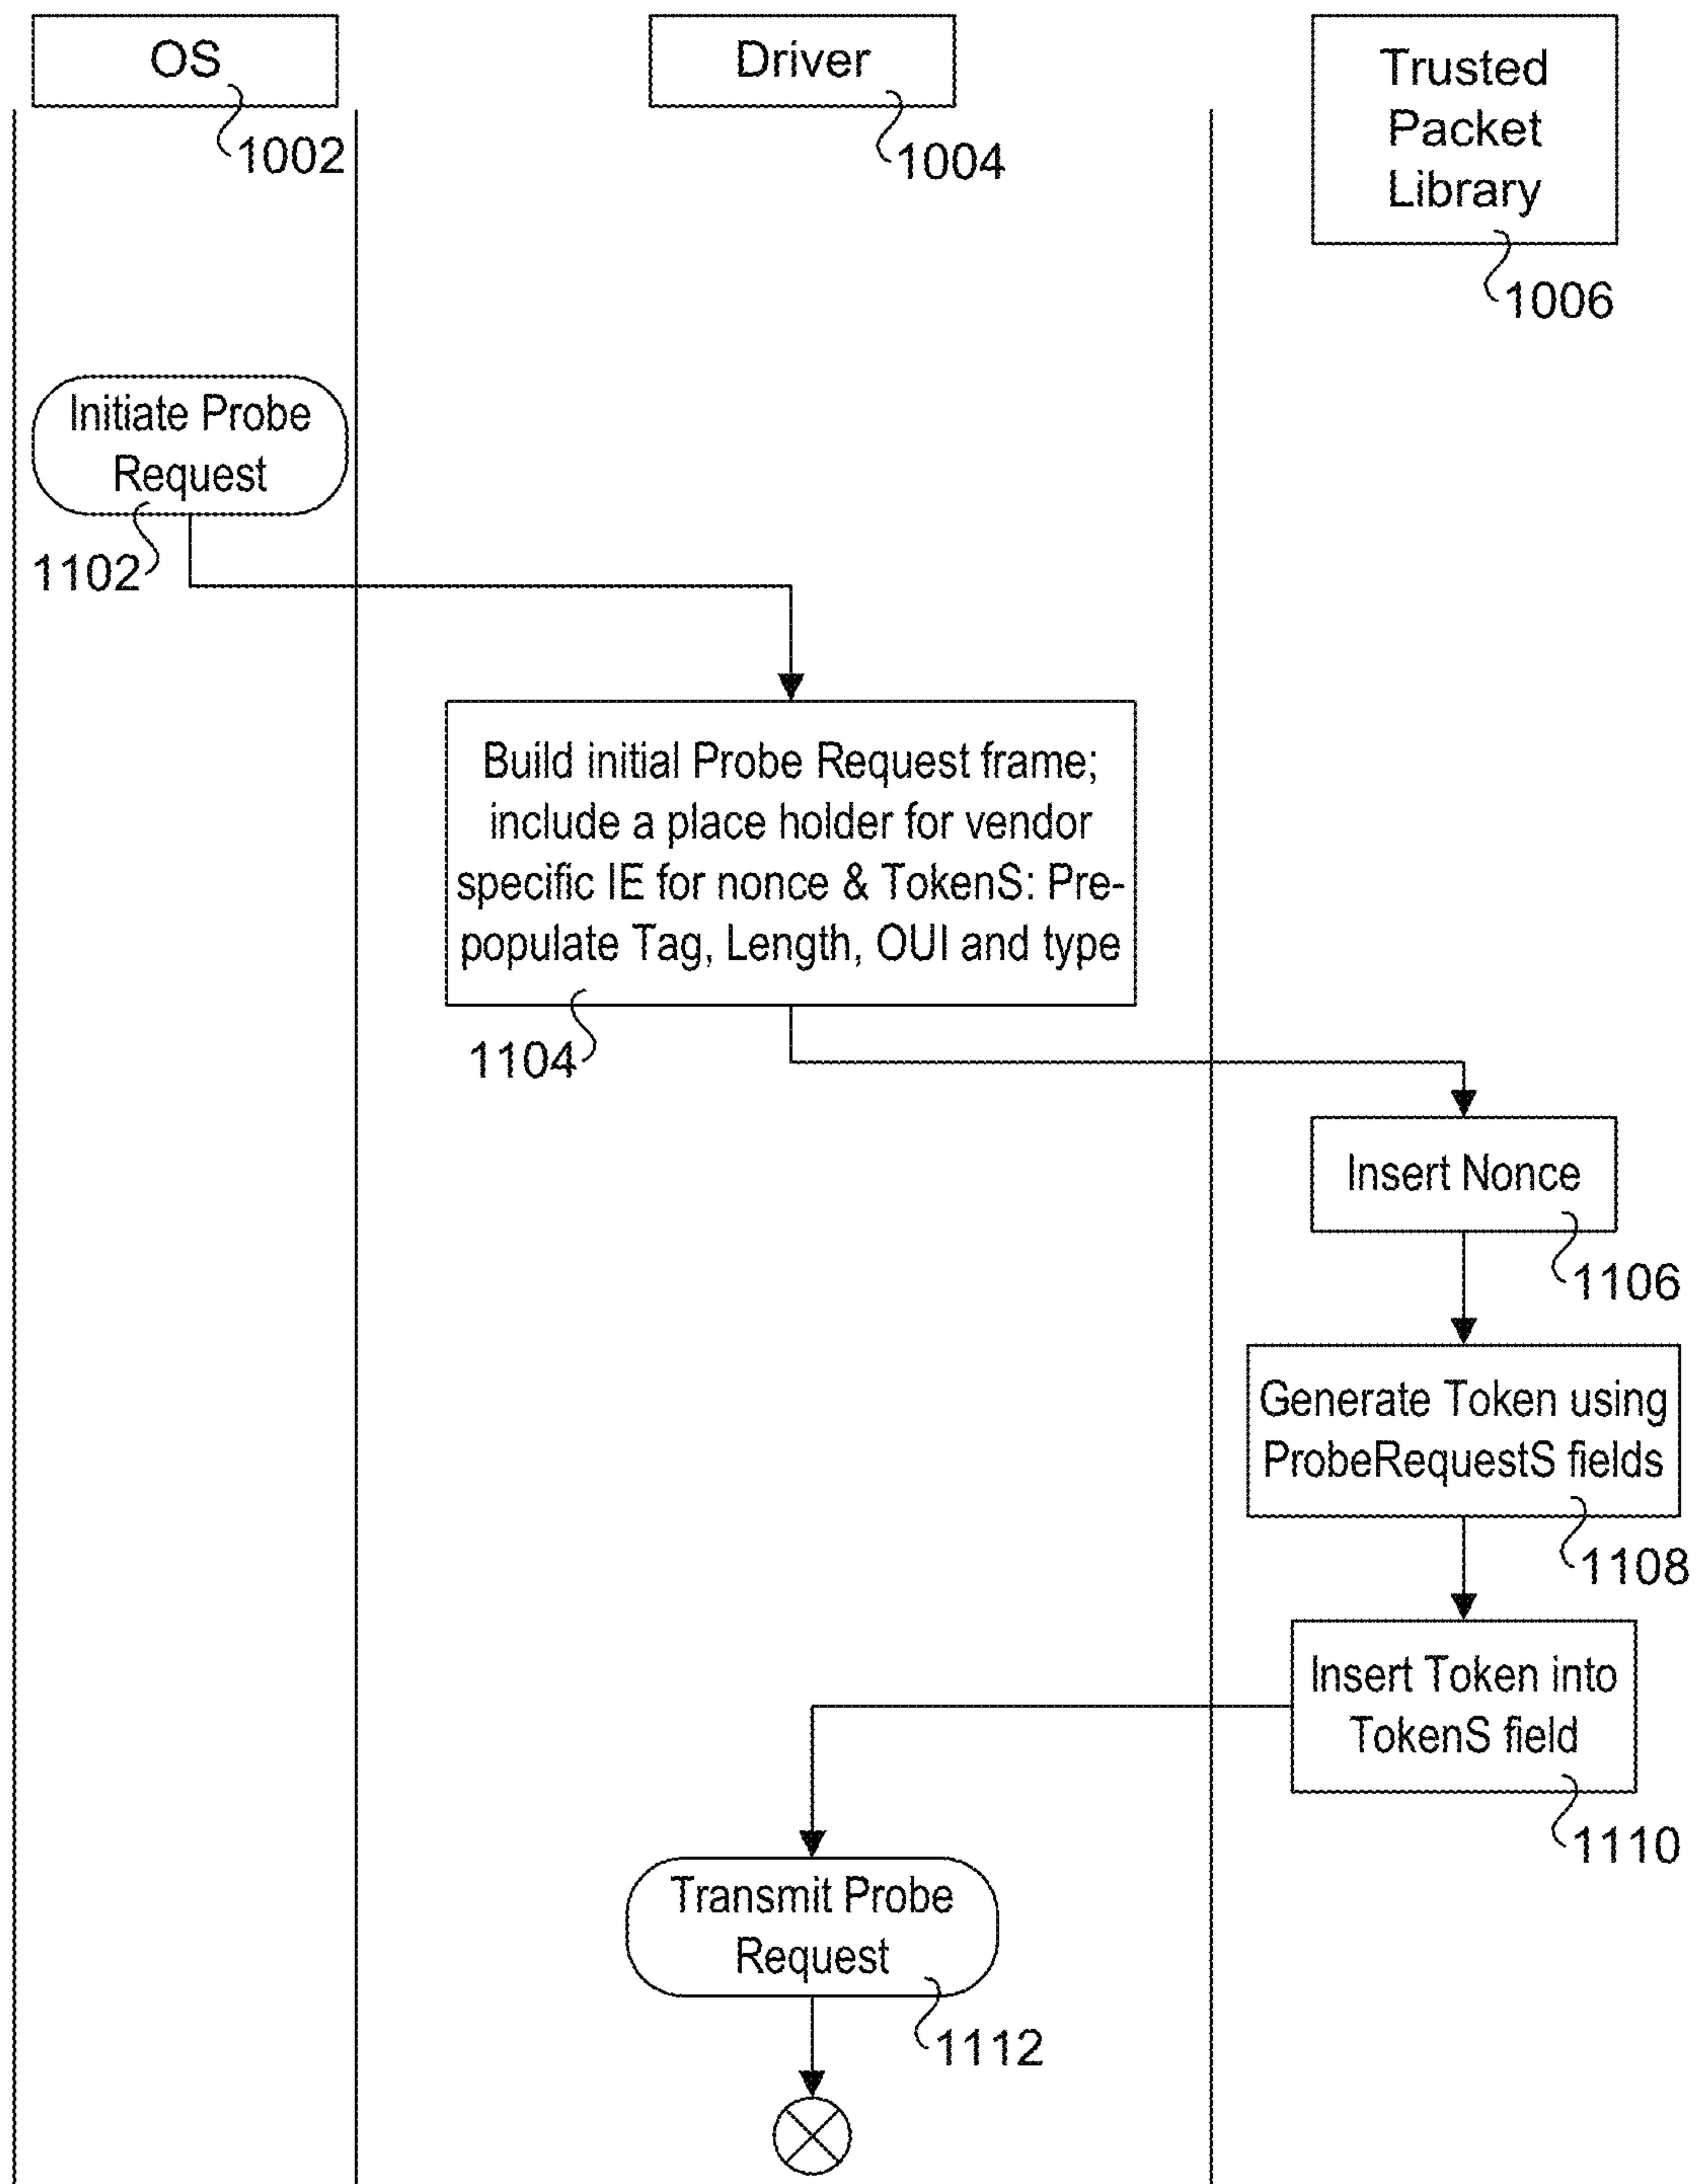 OS
1002
Driver
1004
Trusted
Packet
Library
1006
Initiate Probe
Request
1102
Build initial Probe Request frame;
include a place holder for vendor
specific IE for nonce & TokenS: Pre-
populate Tag, Length, OUI and type
1104
Insert Nonce
1106
Generate Token using
ProbeRequestS fields
1108
Insert Token into
TokenS field
1110
Transmit Probe
Request
1112